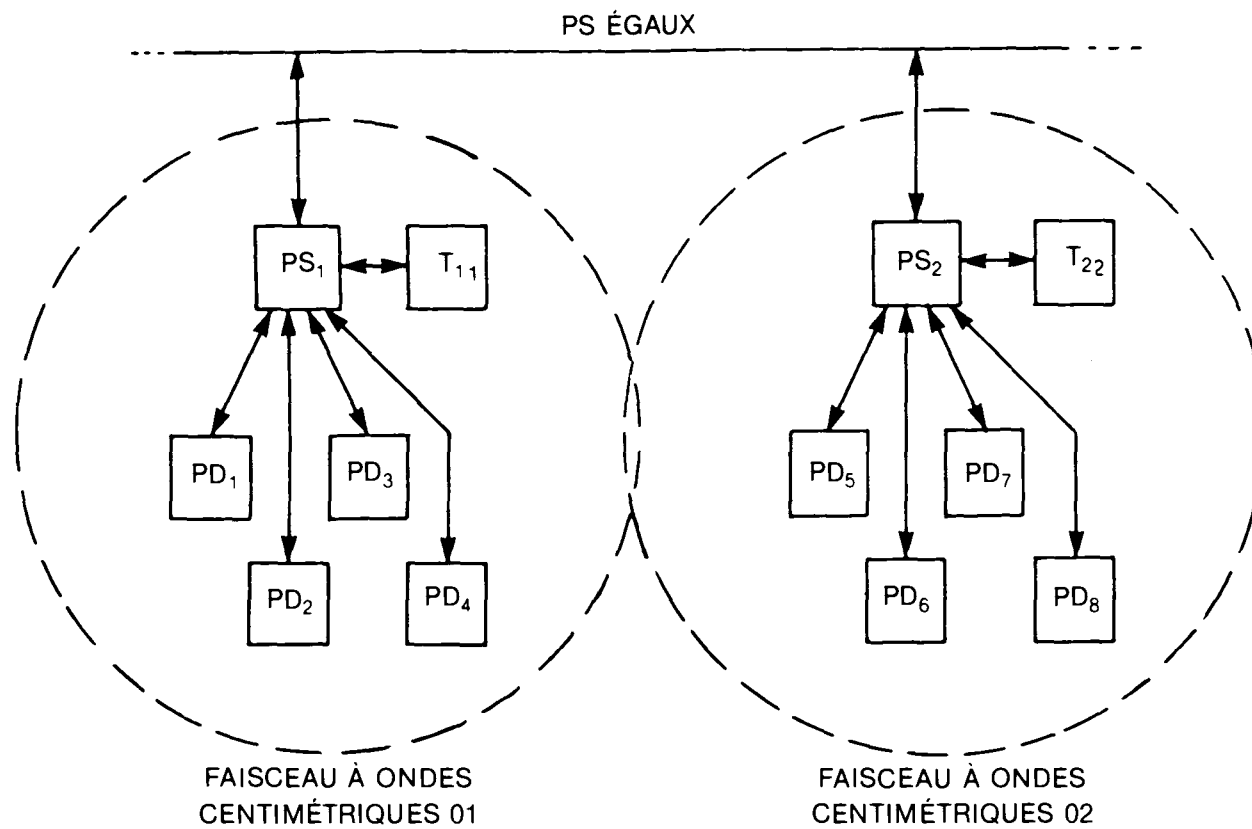 PS ÉGAUX
PS₁
T₁₁
PS₂
T₂₂
PD₁
PD₃
PD₅
PD₇
PD₂
PD₄
PD₆
PD₈
FAISCEAU À ONDES
CENTIMÉTRIQUES 01
FAISCEAU À ONDES
CENTIMÉTRIQUES 02